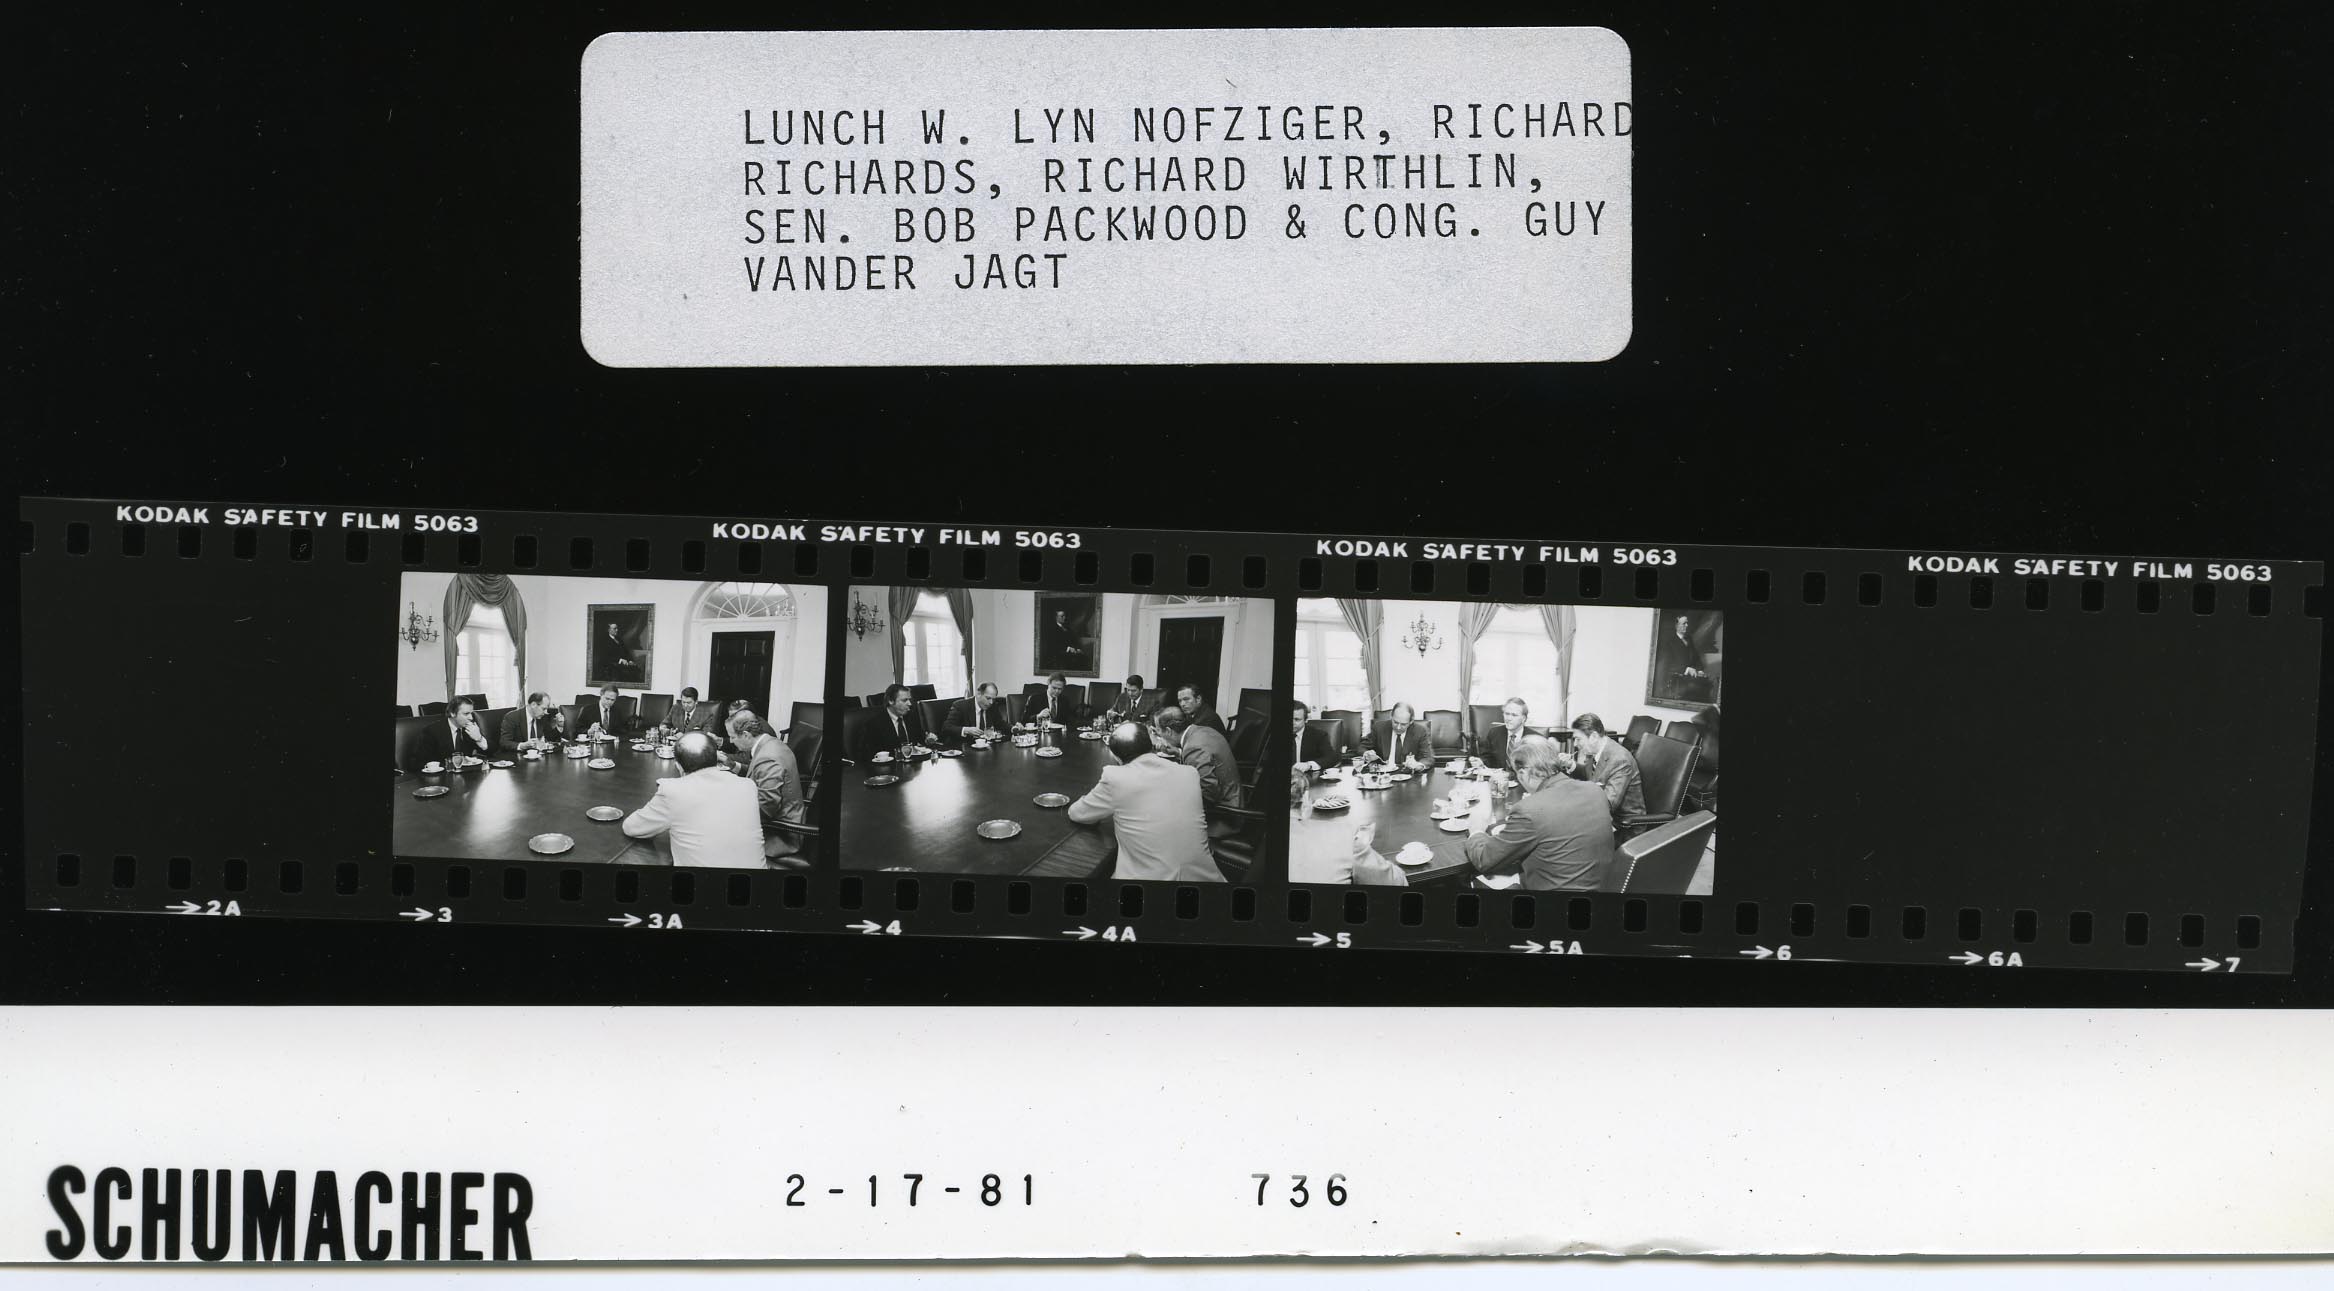 LUNCH W. LYN NOFZIGER, RICHARD
RICHARDS, RICHARD WIRTHLIN,
SEN. BOB PACKWOOD & CONG. GUY
VANDER JAGT
KODAK SAFETY FILM 5063
KODAK SAFETY FILM 5063
KODAK SAFETY FILM 5063
KODAK SAFETY FILM 5063
→2A →3 →3A →4 →4A →5 →5A →6 →6A →7
SCHUMACHER 2-17-81 736